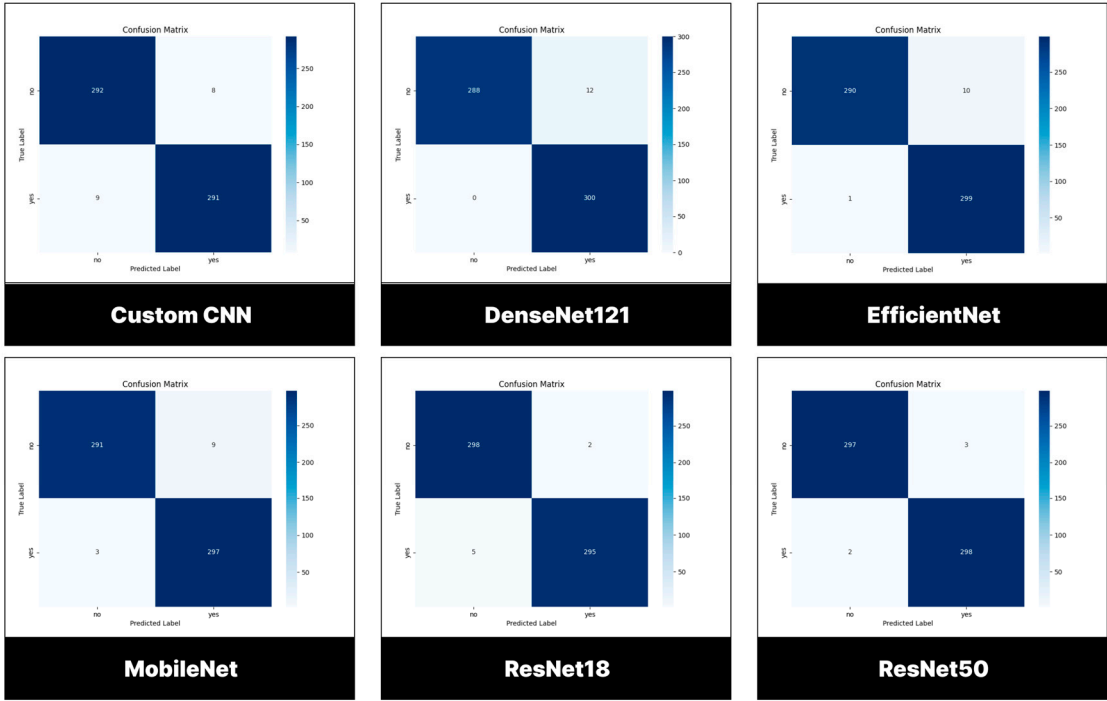 Confusion Matrix
no
292
8
250
200
150
100
50
True Label
yes
9
291
no
yes
Predicted Label
Custom CNN
Confusion Matrix
300
no
288
12
250
200
150
100
50
0
True Label
yes
0
300
no
yes
Predicted Label
DenseNet121
Confusion Matrix
no
290
10
250
200
150
100
50
True Label
yes
1
299
no
yes
Predicted Label
EfficientNet
Confusion Matrix
no
291
9
250
200
150
100
50
True Label
yes
3
297
no
yes
Predicted Label
MobileNet
Confusion Matrix
no
298
2
250
200
150
100
50
True Label
yes
5
295
no
yes
Predicted Label
ResNet18
Confusion Matrix
no
297
3
250
200
150
100
50
True Label
yes
2
298
no
yes
Predicted Label
ResNet50